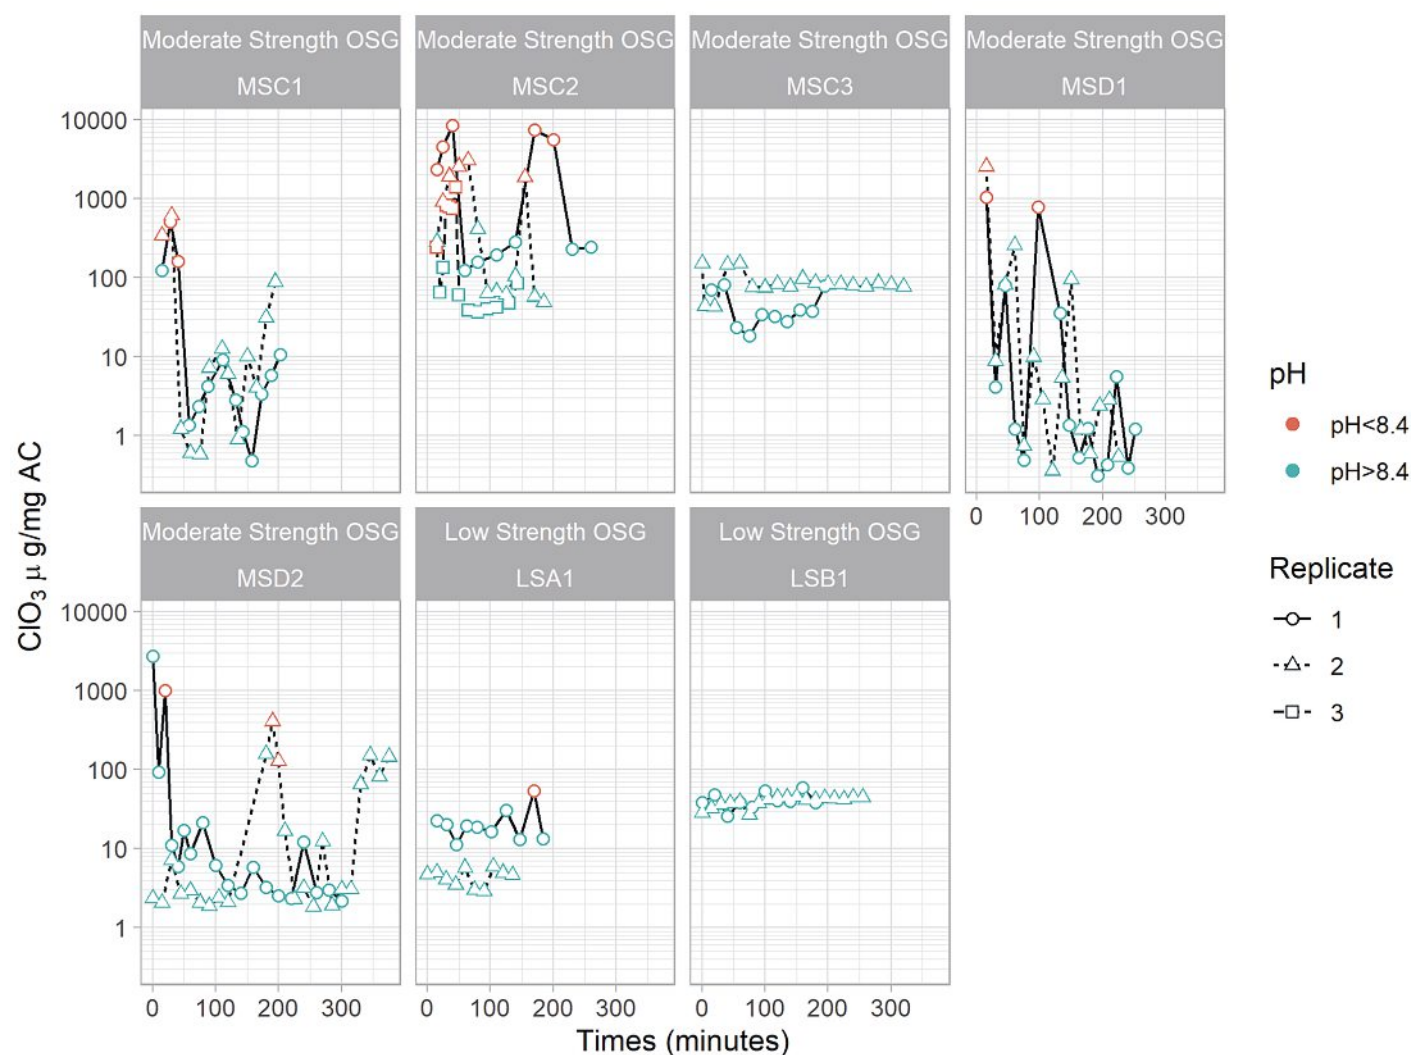 Moderate Strength OSG
MSC1
Moderate Strength OSG
MSC2
Moderate Strength OSG
MSC3
Moderate Strength OSG
MSD1
10000
1000
100
10
1
0 100 200 300
Moderate Strength OSG
MSD2
Low Strength OSG
LSA1
Low Strength OSG
LSB1
10000
1000
100
10
1
0 100 200 300
0 100 200 300
0 100 200 300
Times (minutes)
ClO₃ μ g/mg AC
pH
pH<8.4
pH>8.4
Replicate
1
2
3